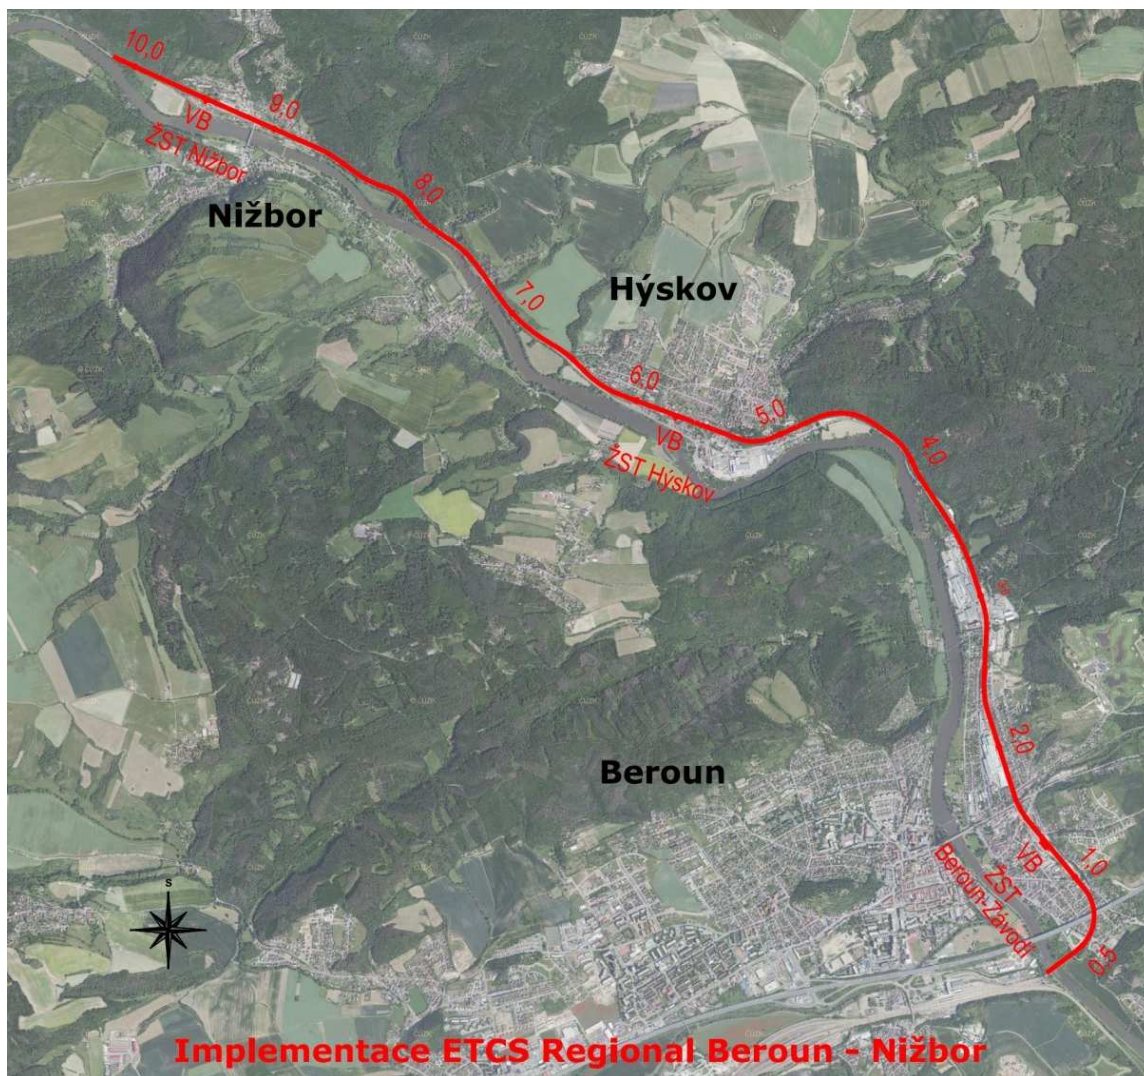 10,0
9,0
VB
ŽST Nižbor
8,0
Nižbor
7,0
Hýskov
6,0
5,0
VB
ŽST Hýskov
4,0
2,0
Beroun
1,0
VB
ŽST
Beroun-Závodí
0,5
S
Implementace ETCS Regional Beroun - Nižbor